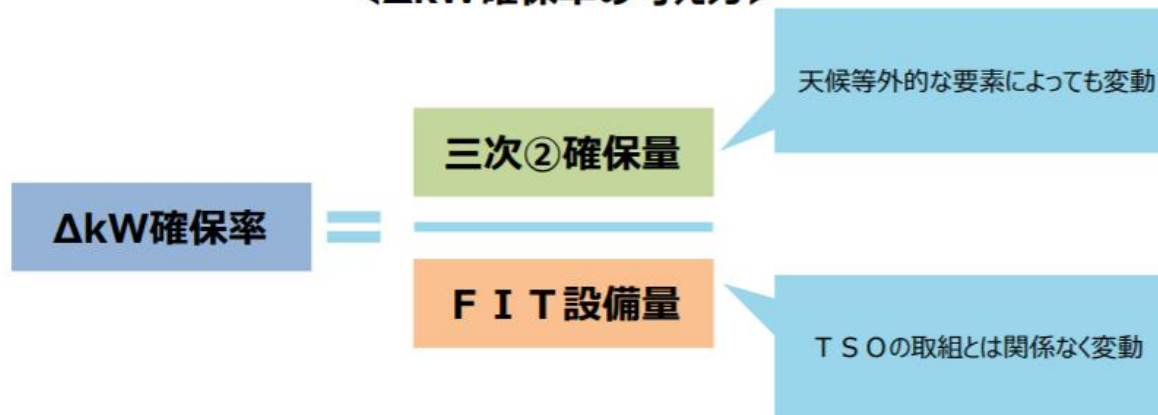 天候等外的な要素によっても変動
三次②確保量
ΔkW確保率
=
ＦＩＴ設備量
ＴＳＯの取組とは関係なく変動